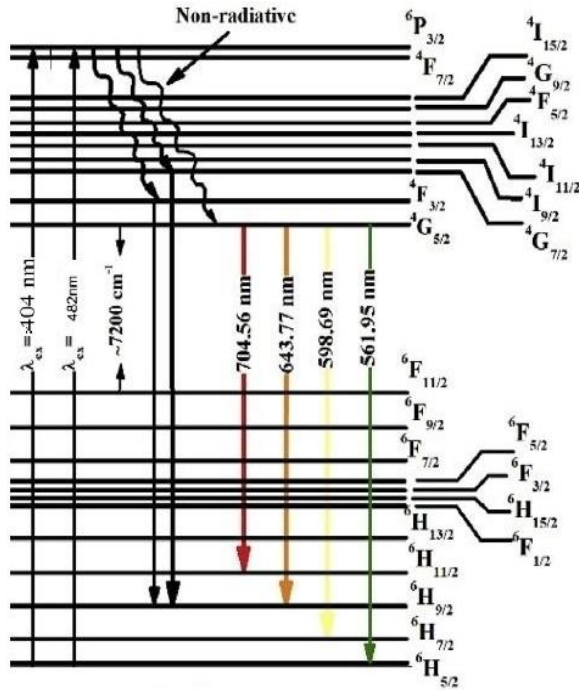 Non-radiative
⁶P₃/₂
⁴F₇/₂
⁴I₁₅/₂
⁴G₉/₂
⁴F₅/₂
⁴I₁₃/₂
⁴I₁₁/₂
⁴I₉/₂
⁴G₇/₂
⁴F₃/₂
⁴G₅/₂
λex =404 nm
λex = 482nm
~7200 cm⁻¹
704.56 nm
643.77 nm
598.69 nm
561.95 nm
⁶F₁₁/₂
⁶F₉/₂
⁶F₇/₂
⁶F₅/₂
⁶F₃/₂
⁶H₁₅/₂
⁶F₁/₂
⁶H₁₃/₂
⁶H₁₁/₂
⁶H₉/₂
⁶H₇/₂
⁶H₅/₂